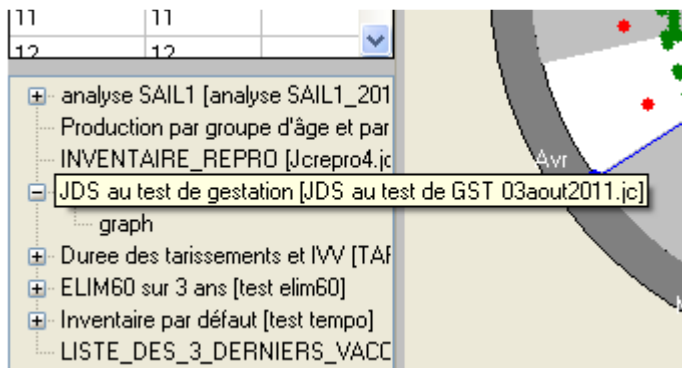 11 11
12 12
analyse SAIL1 [analyse SAIL1_201
Production par groupe d'âge et par
INVENTAIRE_REPRO [Jcrepro4.jc
Avr
JDS au test de gestation [JDS au test de GST 03aout2011.jc]
graph
Duree des tarissements et IVV [TAF
ELIM60 sur 3 ans [test elim60]
Inventaire par défaut [test tempo]
LISTE_DES_3_DERNIERS_VACC